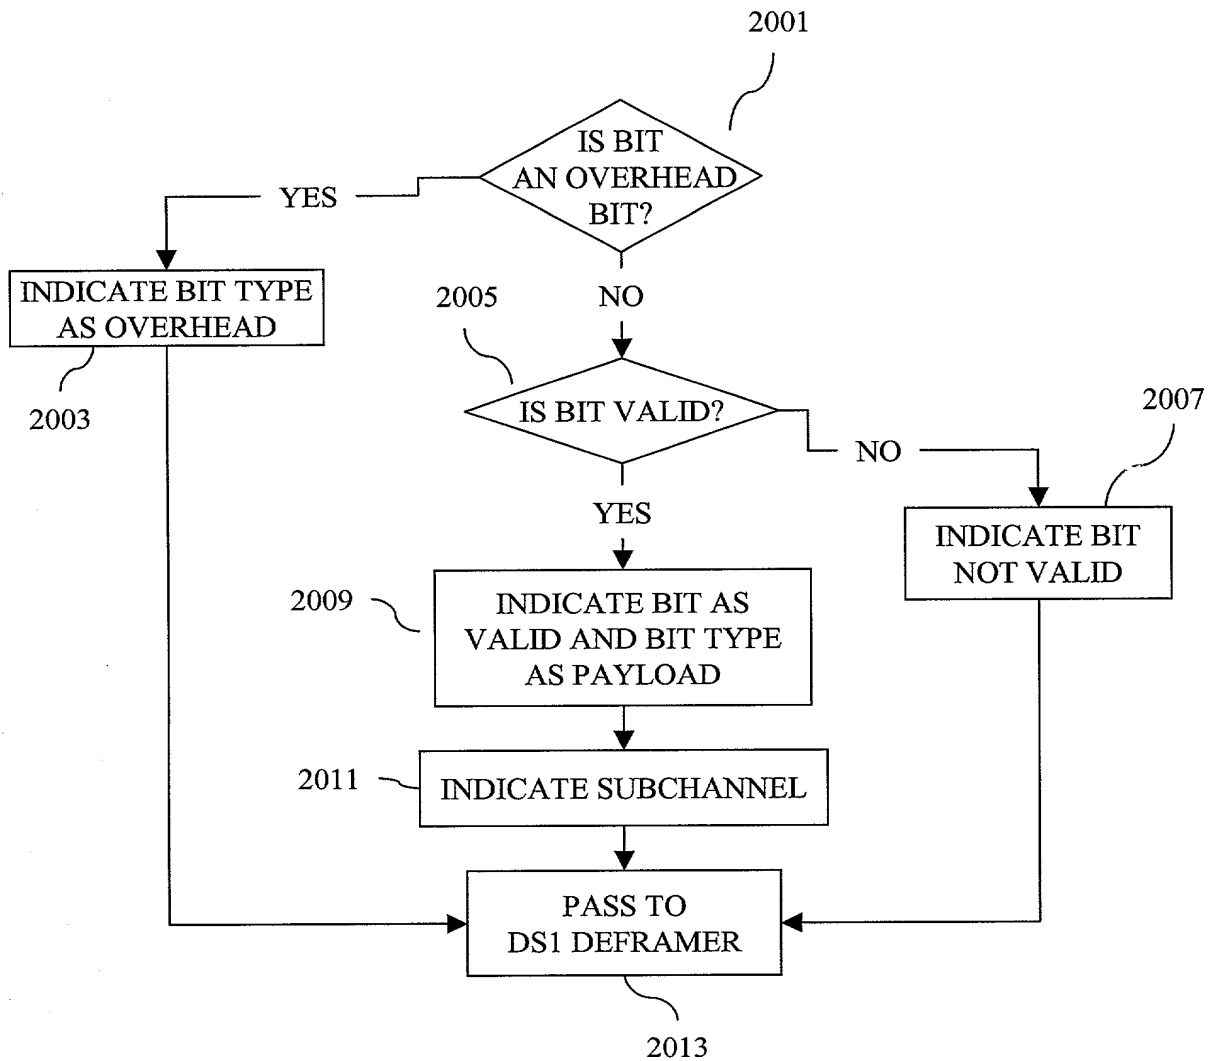 2001
IS BIT
AN OVERHEAD
BIT?
YES
INDICATE BIT TYPE
AS OVERHEAD
2003
NO
2005
IS BIT VALID?
NO
2007
YES
INDICATE BIT
NOT VALID
2009
INDICATE BIT AS
VALID AND BIT TYPE
AS PAYLOAD
2011
INDICATE SUBCHANNEL
PASS TO
DS1 DEFRAMER
2013